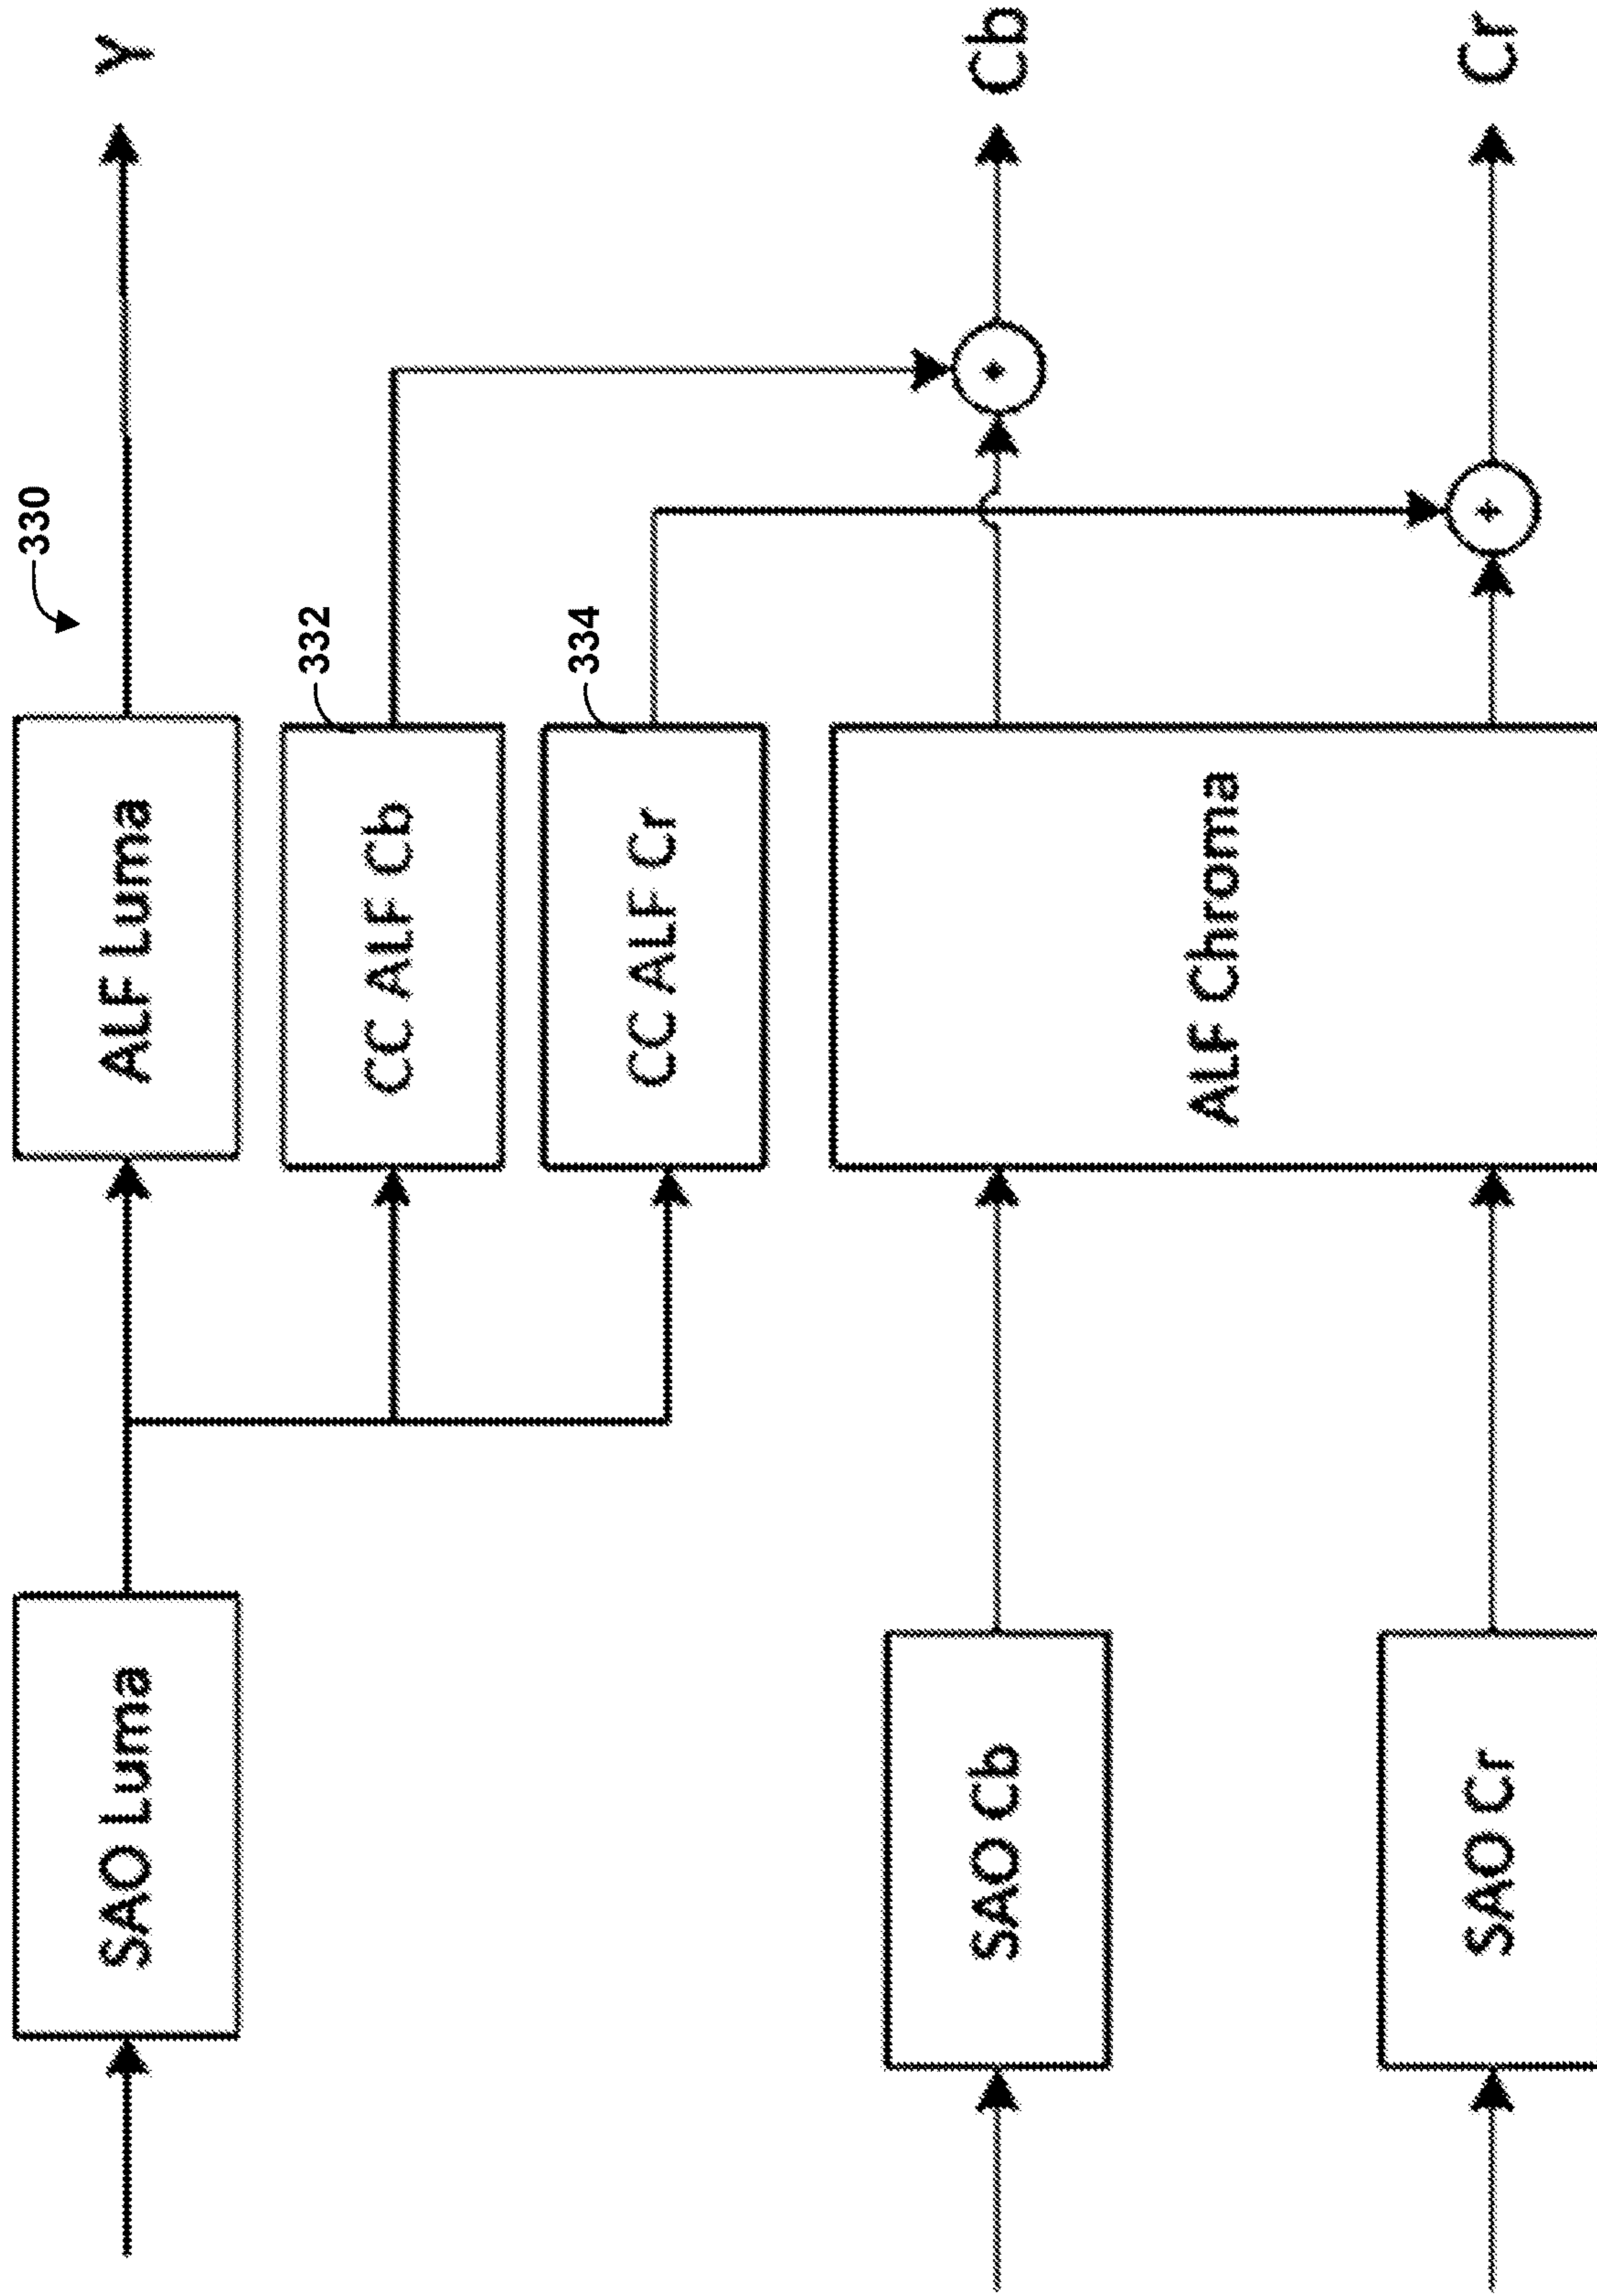 330
SAO Luma
ALF Luma
Y
332
CC ALF Cb
334
CC ALF Cr
SAO Cb
ALF Chroma
+
Cb
SAO Cr
+
Cr